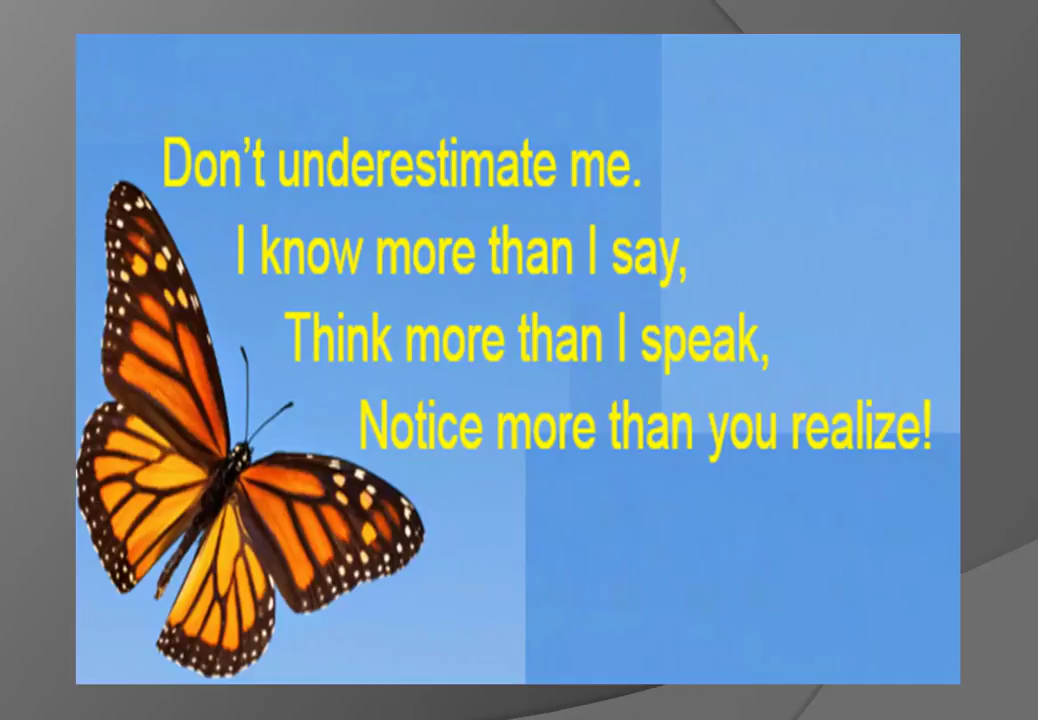 Don’t underestimate me.
I know more than I say,
Think more than I speak,
Notice more than you realize!